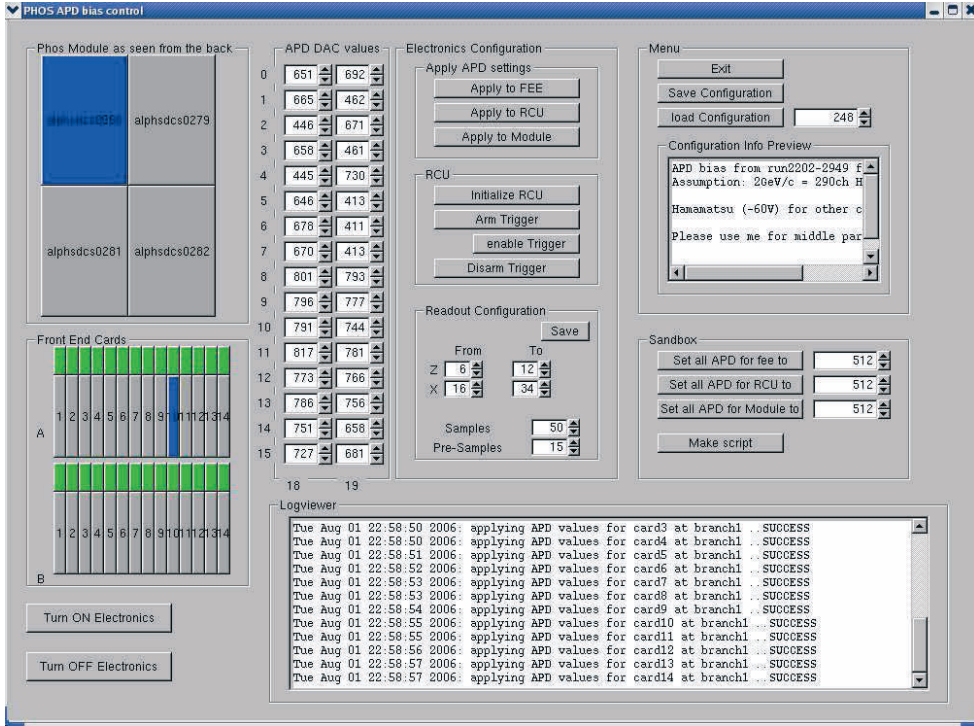 PHOS APD bias control
Phos Module as seen from the back
alphsdcs0279
alphsdcs0281 alphsdcs0282
Front End Cards
1 2 3 4 5 6 7 8 9 10 11 12 13 14
A
1 2 3 4 5 6 7 8 9 10 11 12 13 14
B
Turn ON Electronics
Turn OFF Electronics
APD DAC values
0 651 692
1 665 462
2 446 671
3 658 461
4 445 730
5 646 413
6 678 411
7 670 413
8 801 793
9 796 777
10 791 744
11 817 781
12 773 766
13 786 756
14 751 658
15 727 681
18 19
Electronics Configuration
Apply APD settings
Apply to FEE
Apply to RCU
Apply to Module
RCU
Initialize RCU
Arm Trigger
enable Trigger
Disarm Trigger
Readout Configuration
Save
From To
Z 6 12
X 16 34
Samples 50
Pre-Samples 15
Menu
Exit
Save Configuration
load Configuration 248
Configuration Info Preview
APD bias from run2202-2949 f
Assumption: 2GeV/c = 290ch H
Hamamatsu (-60V) for other c
Please use me for middle par
Sandbox
Set all APD for fee to 512
Set all APD for RCU to 512
Set all APD for Module to 512
Make script
Logviewer
Tue Aug 01 22:58:50 2006: applying APD values for card3 at branch1 ..SUCCESS
Tue Aug 01 22:58:50 2006: applying APD values for card4 at branch1 ..SUCCESS
Tue Aug 01 22:58:51 2006: applying APD values for card5 at branch1 ..SUCCESS
Tue Aug 01 22:58:52 2006: applying APD values for card6 at branch1 ..SUCCESS
Tue Aug 01 22:58:53 2006: applying APD values for card7 at branch1 ..SUCCESS
Tue Aug 01 22:58:53 2006: applying APD values for card8 at branch1 ..SUCCESS
Tue Aug 01 22:58:54 2006: applying APD values for card9 at branch1 ..SUCCESS
Tue Aug 01 22:58:55 2006: applying APD values for card10 at branch1 ..SUCCESS
Tue Aug 01 22:58:55 2006: applying APD values for card11 at branch1 ..SUCCESS
Tue Aug 01 22:58:56 2006: applying APD values for card12 at branch1 ..SUCCESS
Tue Aug 01 22:58:57 2006: applying APD values for card13 at branch1 ..SUCCESS
Tue Aug 01 22:58:57 2006: applying APD values for card14 at branch1 ..SUCCESS